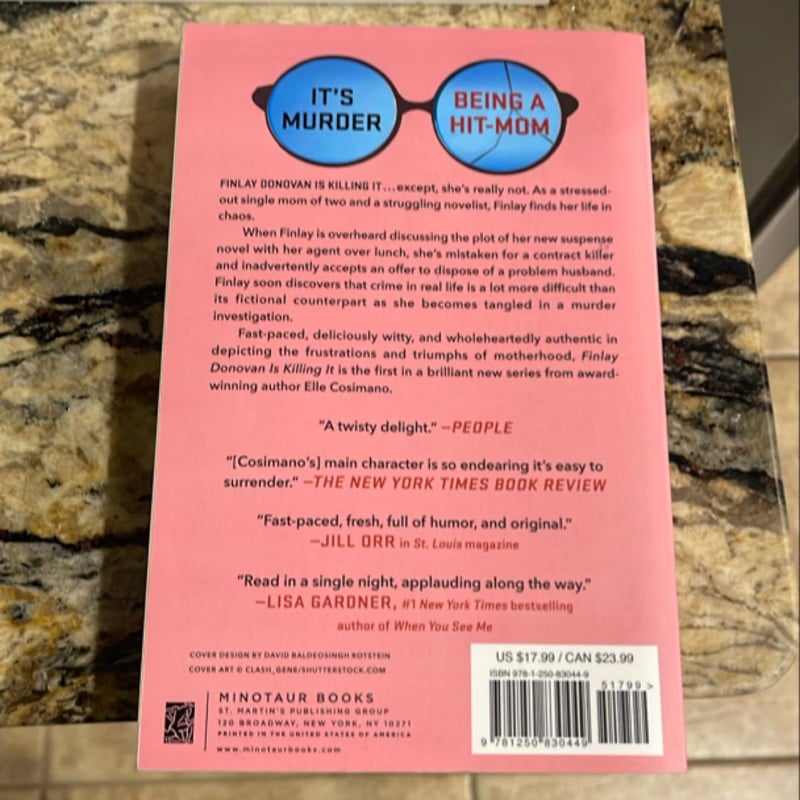 IT'S
MURDER
BEING A
HIT-MOM
FINLAY DONOVAN IS KILLING IT...except, she's really not. As a stressed-
out single mom of two and a struggling novelist, Finlay finds her life in
chaos.
When Finlay is overheard discussing the plot of her new suspense
novel with her agent over lunch, she's mistaken for a contract killer
and inadvertently accepts an offer to dispose of a problem husband.
Finlay soon discovers that crime in real life is a lot more difficult than
its fictional counterpart as she becomes tangled in a murder
investigation.
Fast-paced, deliciously witty, and wholeheartedly authentic in
depicting the frustrations and triumphs of motherhood, Finlay
Donovan Is Killing It is the first in a brilliant new series from award-
winning author Elle Cosimano.
"A twisty delight." —PEOPLE
"[Cosimano's] main character is so endearing it's easy to
surrender." —THE NEW YORK TIMES BOOK REVIEW
"Fast-paced, fresh, full of humor, and original."
—JILL ORR in St. Louis magazine
"Read in a single night, applauding along the way."
—LISA GARDNER, #1 New York Times bestselling
author of When You See Me
COVER DESIGN BY DAVID BALDEOSINGH ROTSTEIN
COVER ART © CLASH_GENE/SHUTTERSTOCK.COM
MINOTAUR BOOKS
ST. MARTIN'S PUBLISHING GROUP
120 BROADWAY, NEW YORK, NY 10271
PRINTED IN THE UNITED STATES OF AMERICA
www.minotaurbooks.com
US $17.99 / CAN $23.99
ISBN 978-1-250-83044-9
51799 >
9 781250 830449